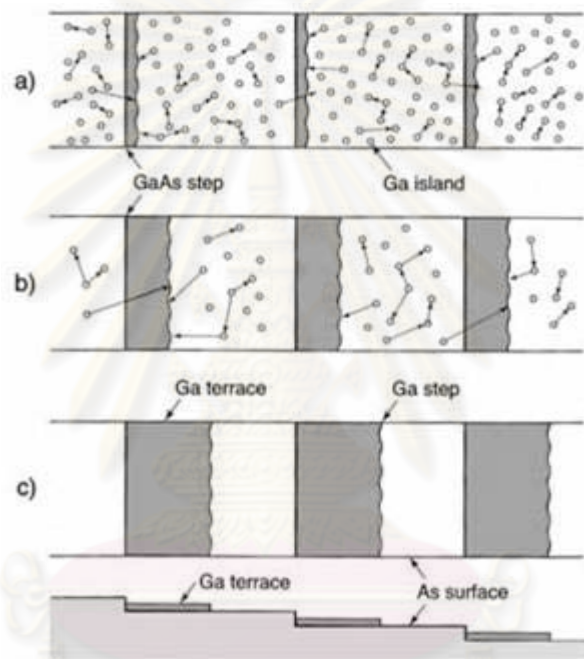 a)
GaAs step
Ga island
b)
Ga terrace
Ga step
c)
Ga terrace
As surface